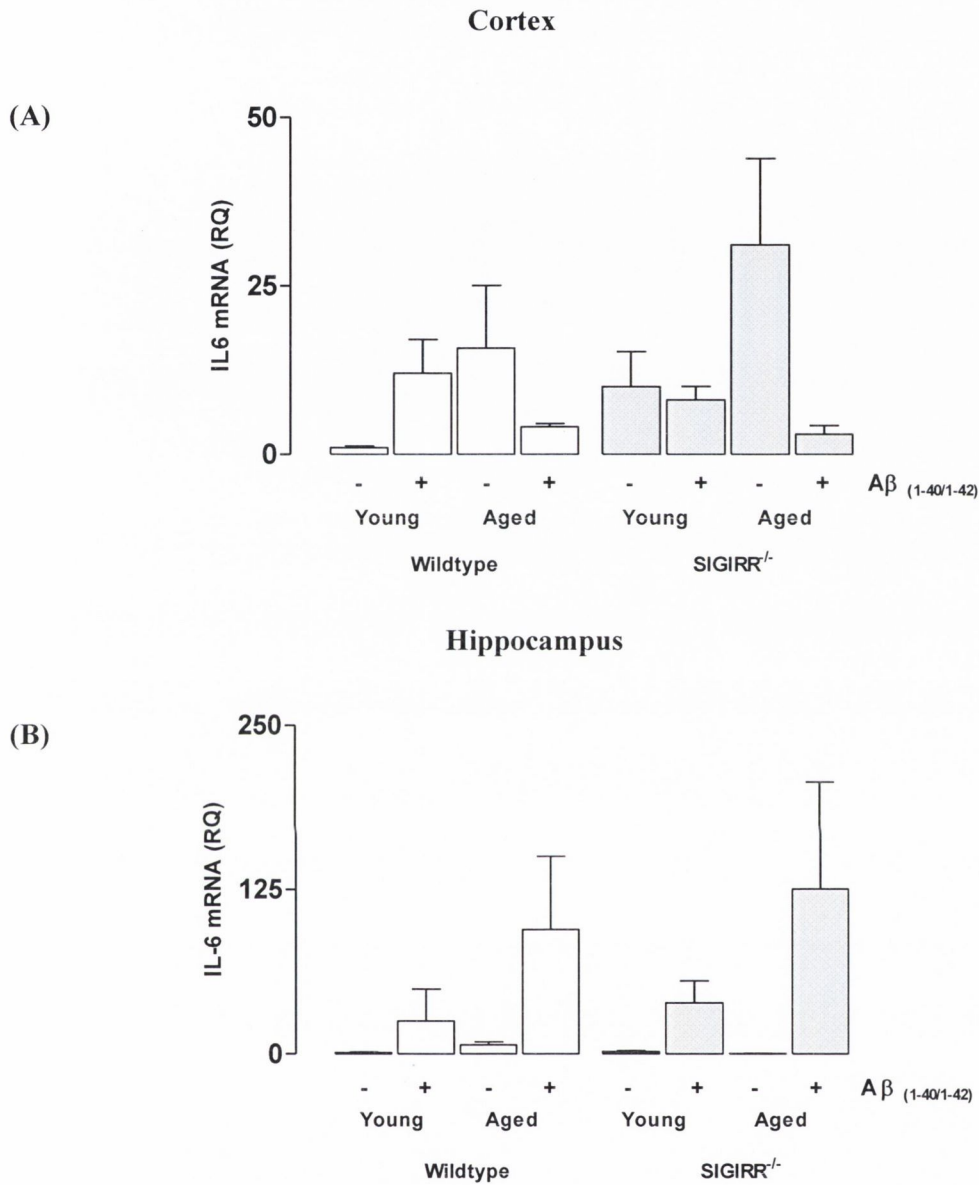 Cortex
(A)
50
25
0
IL6 mRNA (RQ)
- + - + - + - + Aβ (1-40/1-42)
Young Aged Young Aged
Wildtype SIGIRR-/-
Hippocampus
(B)
250
125
0
IL-6 mRNA (RQ)
- + - + - + - + Aβ (1-40/1-42)
Young Aged Young Aged
Wildtype SIGIRR-/-